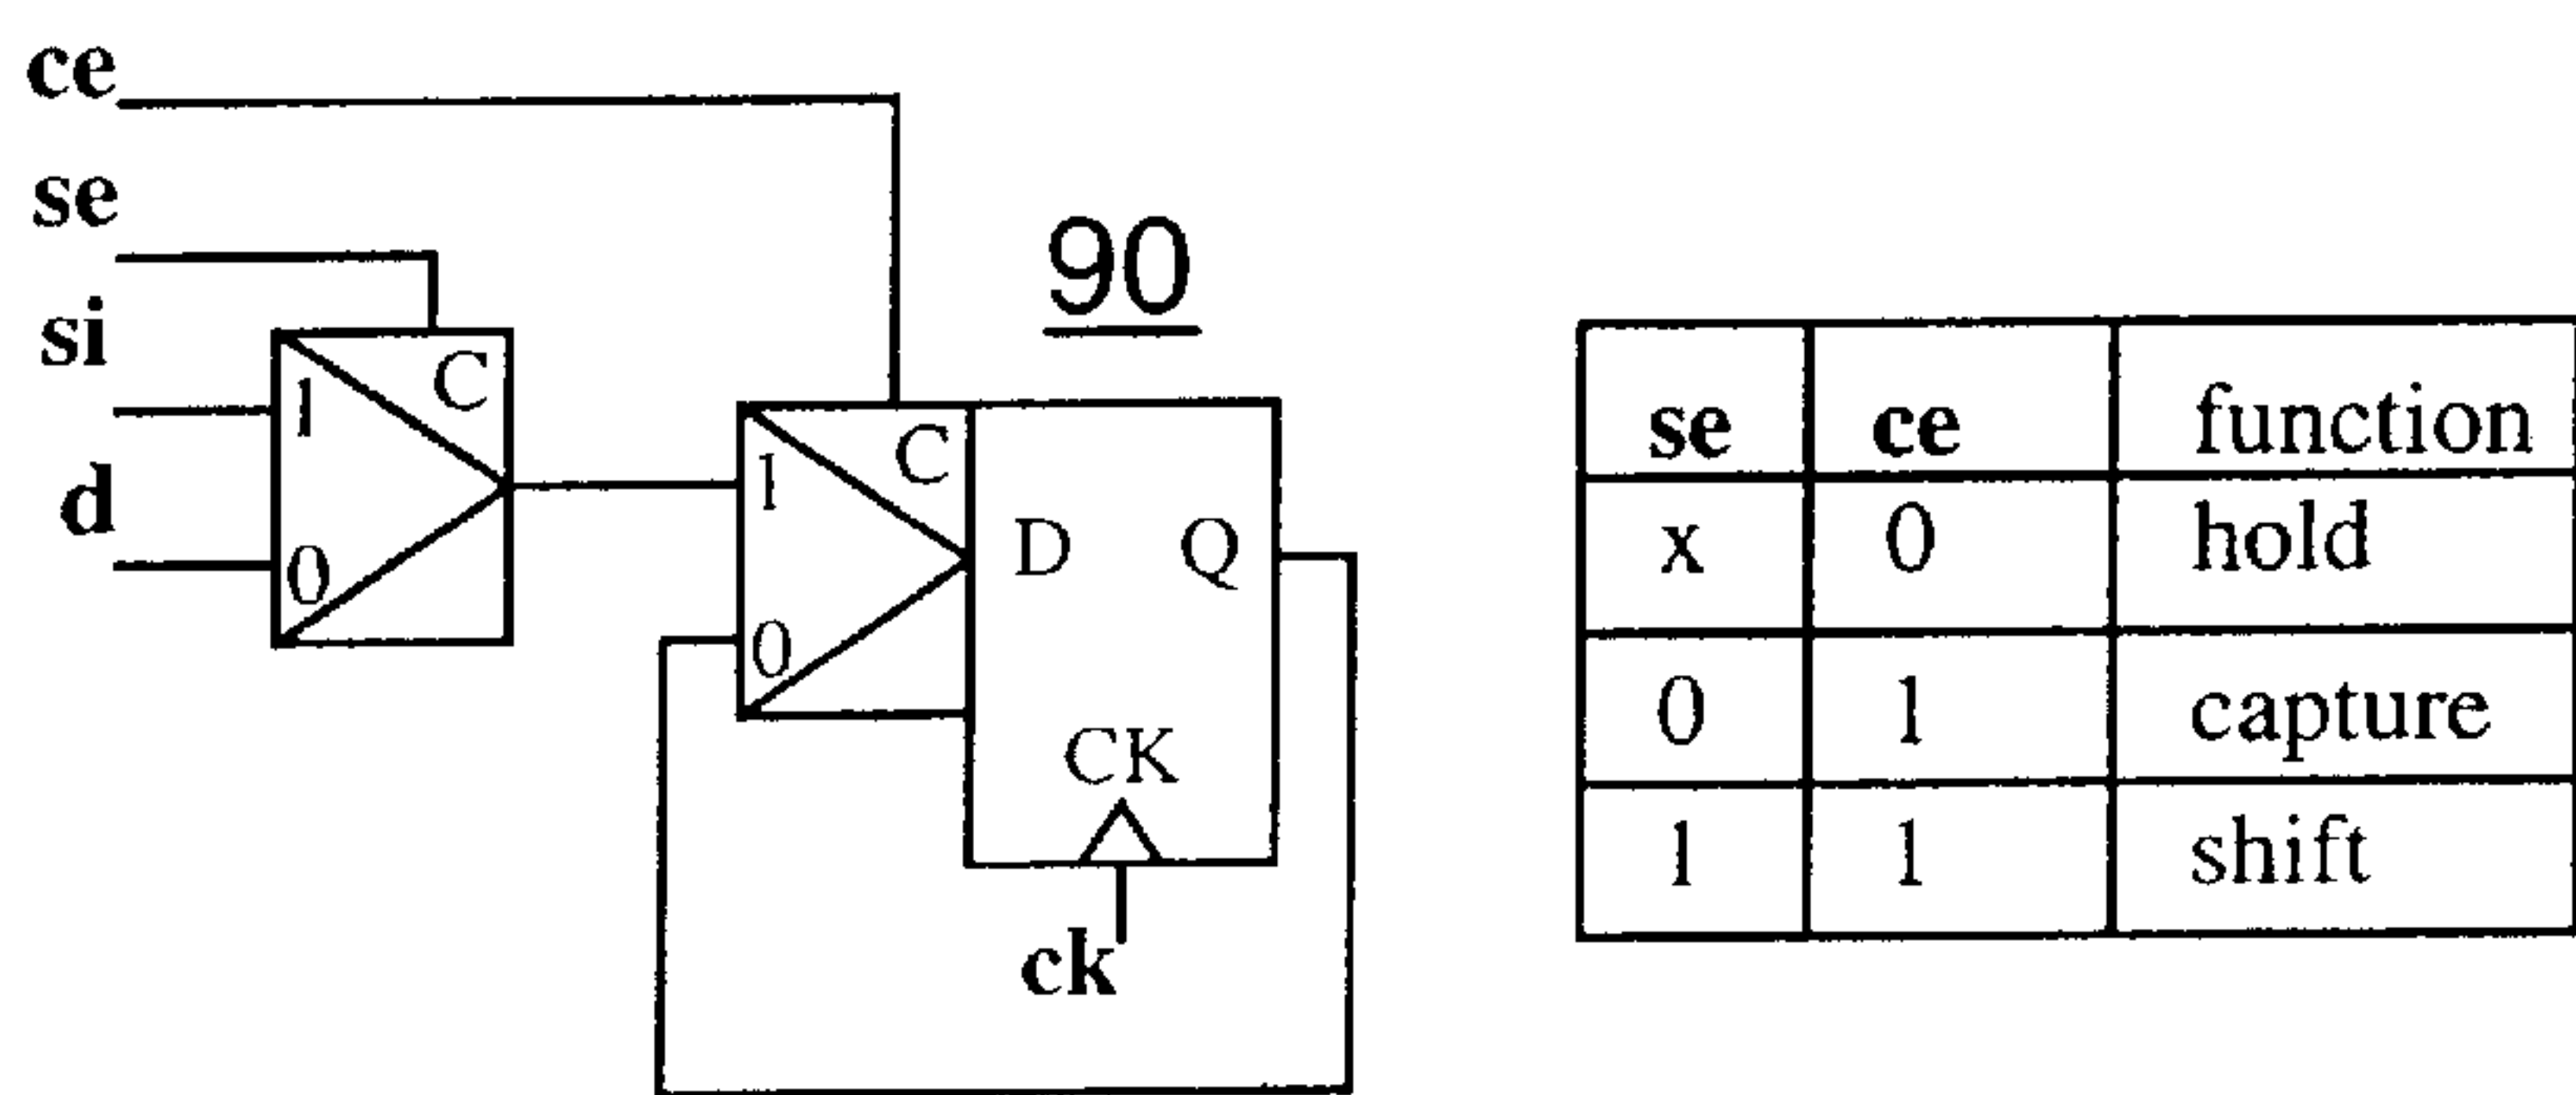 ce
se
si
d
1
C
0
90
1
C
0
D
Q
CK
ck
se ce function
x 0 hold
0 1 capture
1 1 shift